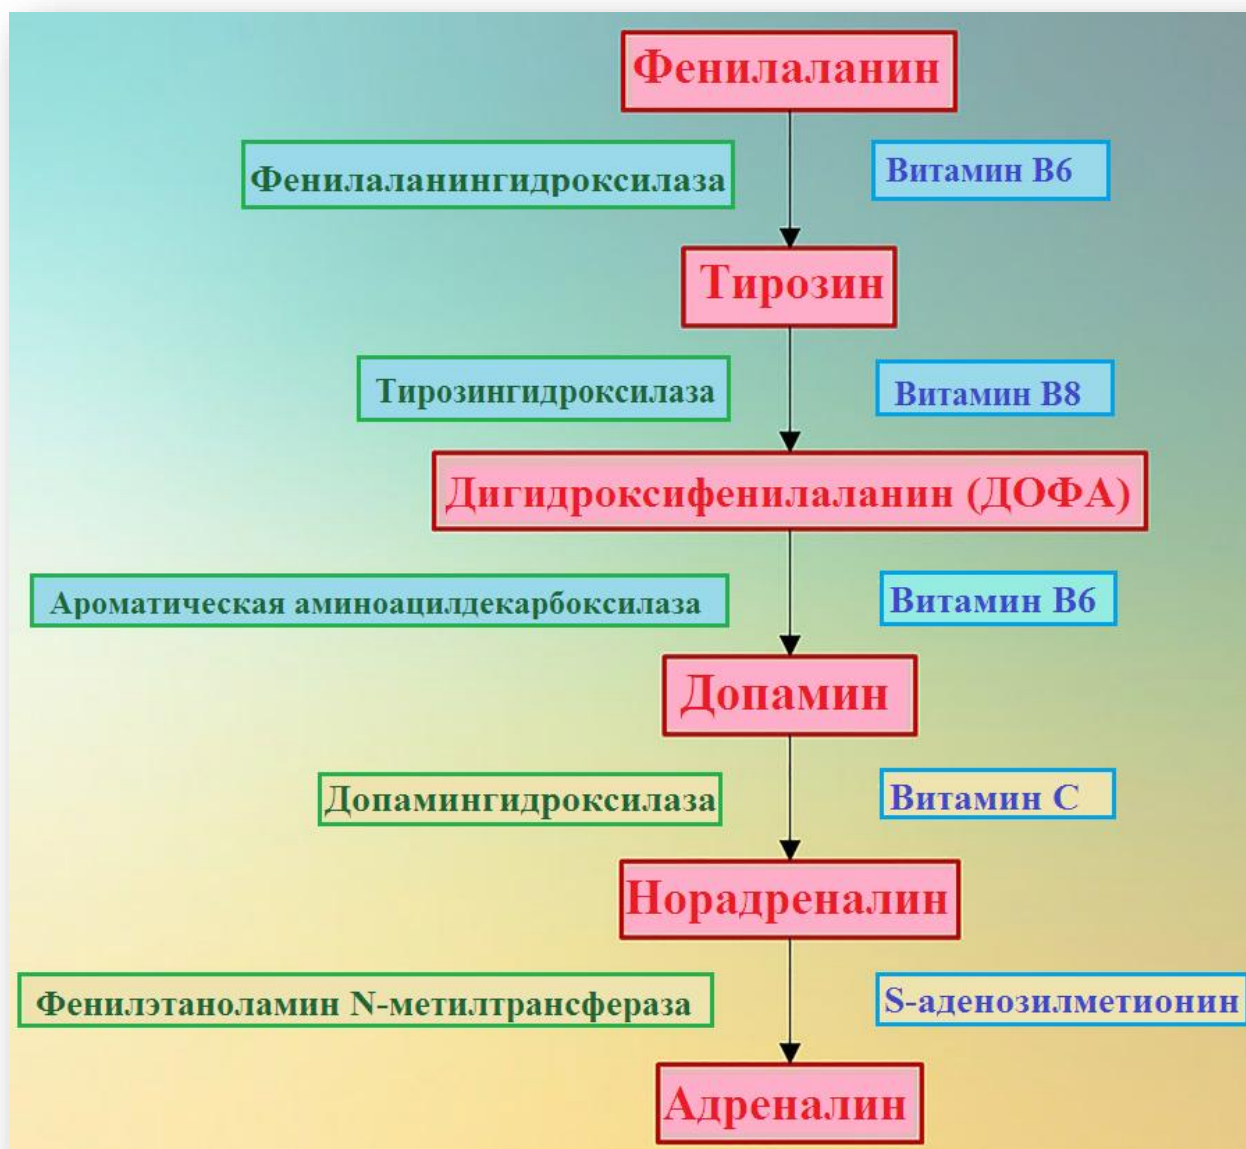 Фенилаланин
Фенилаланингидроксилаза
Витамин В6
Тирозин
Тирозингидроксилаза
Витамин В8
Дигидроксифенилаланин (ДОФА)
Ароматическая аминоацилдекарбоксилаза
Витамин В6
Допамин
Допамингидроксилаза
Витамин С
Норадреналин
Фенилэтаноламин N-метилтрансфераза
S-аденозилметионин
Адреналин